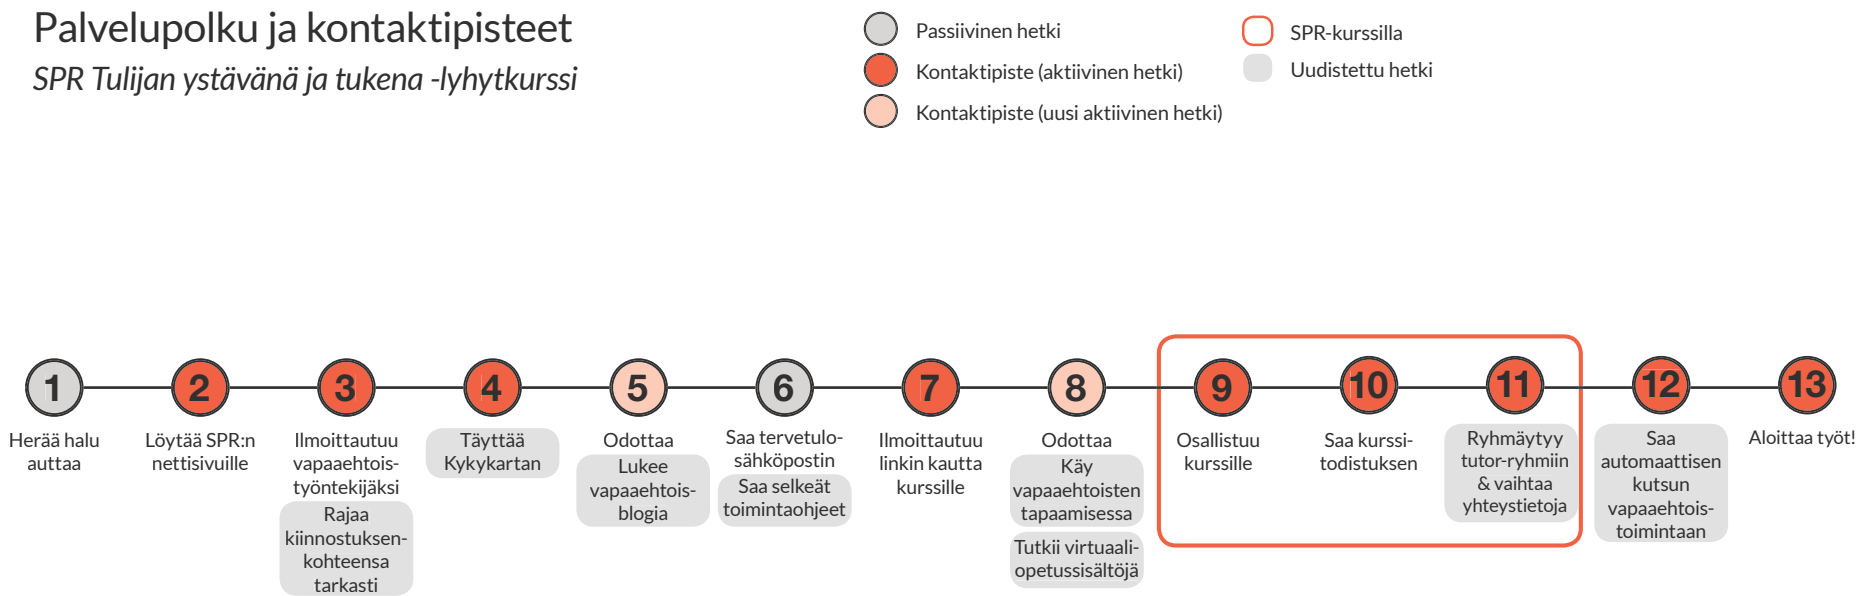 Palvelupolku ja kontaktipisteet
SPR Tulijan ystävänä ja tukena -lyhytkurssi
Passiivinen hetki
Kontaktipiste (aktiivinen hetki)
Kontaktipiste (uusi aktiivinen hetki)
SPR-kurssilla
Uudistettu hetki
1
Herää halu
auttaa
2
Löytää SPR:n
nettisivuille
3
Ilmoittautuu
vapaaehtois-
työntekijäksi
Rajaa
kiinnostuksen-
kohteensa
tarkasti
4
Täyttää
Kykykartan
5
Odottaa
Lukee
vapaaehtois-
blogia
6
Saa tervetulo-
sähköpostin
Saa selkeät
toimintaohjeet
7
Ilmoittautuu
linkin kautta
kurssille
8
Odottaa
Käy
vapaaehtoisten
tapaamisessa
Tutkii virtuaali-
opetussisältöjä
9
Osallistuu
kurssille
10
Saa kurssi-
todistuksen
11
Ryhmäytyy
tutor-ryhmiin
& vaihtaa
yhteystietoja
12
Saa
automaattisen
kutsun
vapaaehtois-
toimintaan
13
Aloittaa työt!